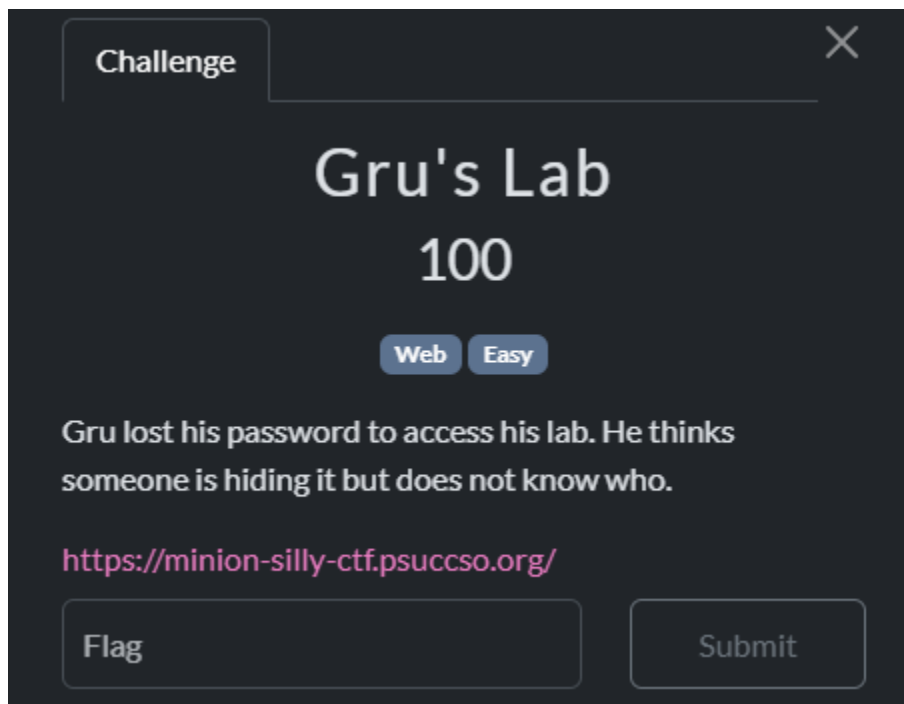 Challenge
Gru's Lab
100
Web Easy
Gru lost his password to access his lab. He thinks
someone is hiding it but does not know who.
https://minion-silly-ctf.psuccso.org/
Flag Submit